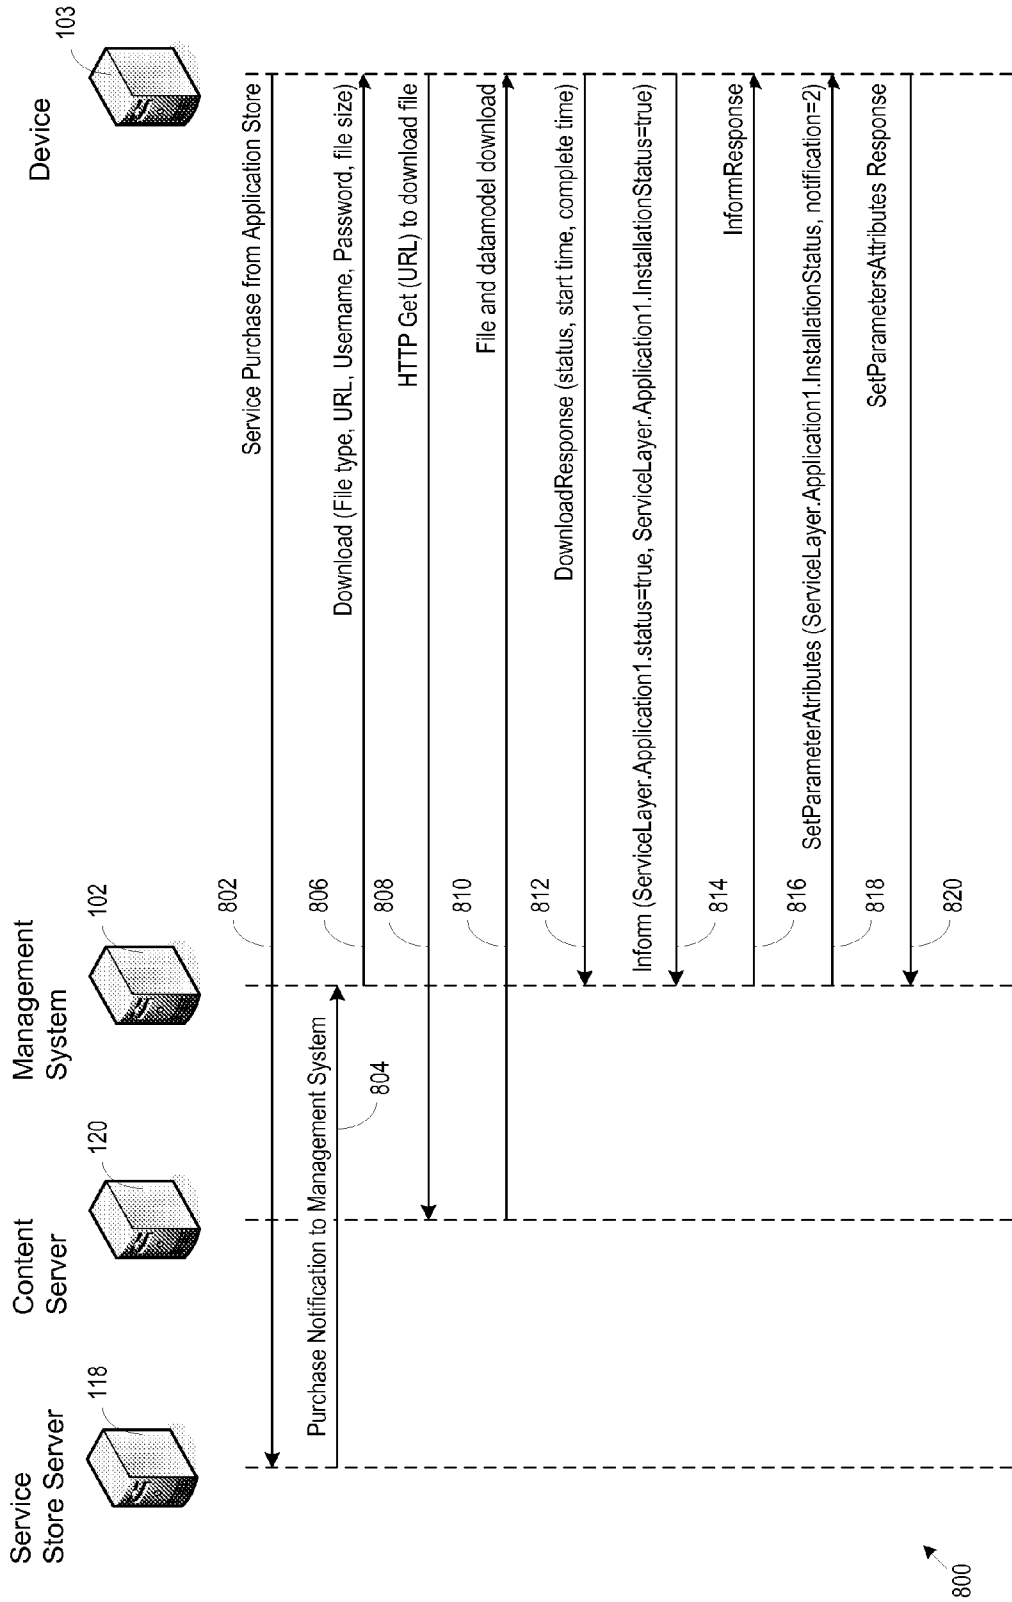 Service
Store Server
118
Content
Server
120
Management
System
102
Device
103
Service Purchase from Application Store
802
Purchase Notification to Management System
804
Download (File type, URL, Username, Password, file size)
806
HTTP Get (URL) to download file
808
File and datamodel download
810
DownloadResponse (status, start time, complete time)
812
Inform (ServiceLayer.Application1.status=true, ServiceLayer.Application1.InstallationStatus=true)
814
InformResponse
816
SetParameterAtributes (ServiceLayer.Application1.InstallationStatus, notification=2)
818
SetParametersAttributes Response
820
800